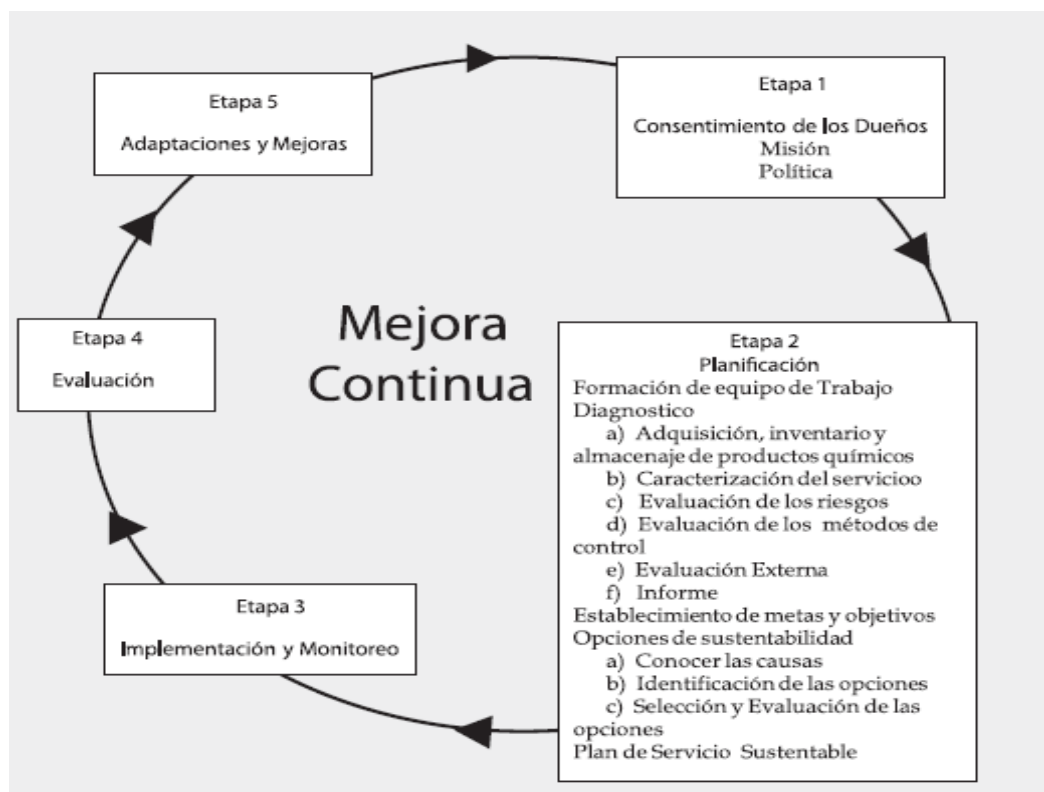 Etapa 5
Adaptaciones y Mejoras
Etapa 1
Consentimiento de los Dueños
Misión
Política
Mejora
Continua
Etapa 4
Evaluación
Etapa 2
Planificación
Formación de equipo de Trabajo
Diagnostico
a) Adquisición, inventario y
almacenaje de productos químicos
b) Caracterización del servicioo
c) Evaluación de los riesgos
d) Evaluación de los métodos de
control
e) Evaluación Externa
f) Informe
Establecimiento de metas y objetivos
Opciones de sustentabilidad
a) Conocer las causas
b) Identificación de las opciones
c) Selección y Evaluación de las
opciones
Plan de Servicio Sustentable
Etapa 3
Implementación y Monitoreo